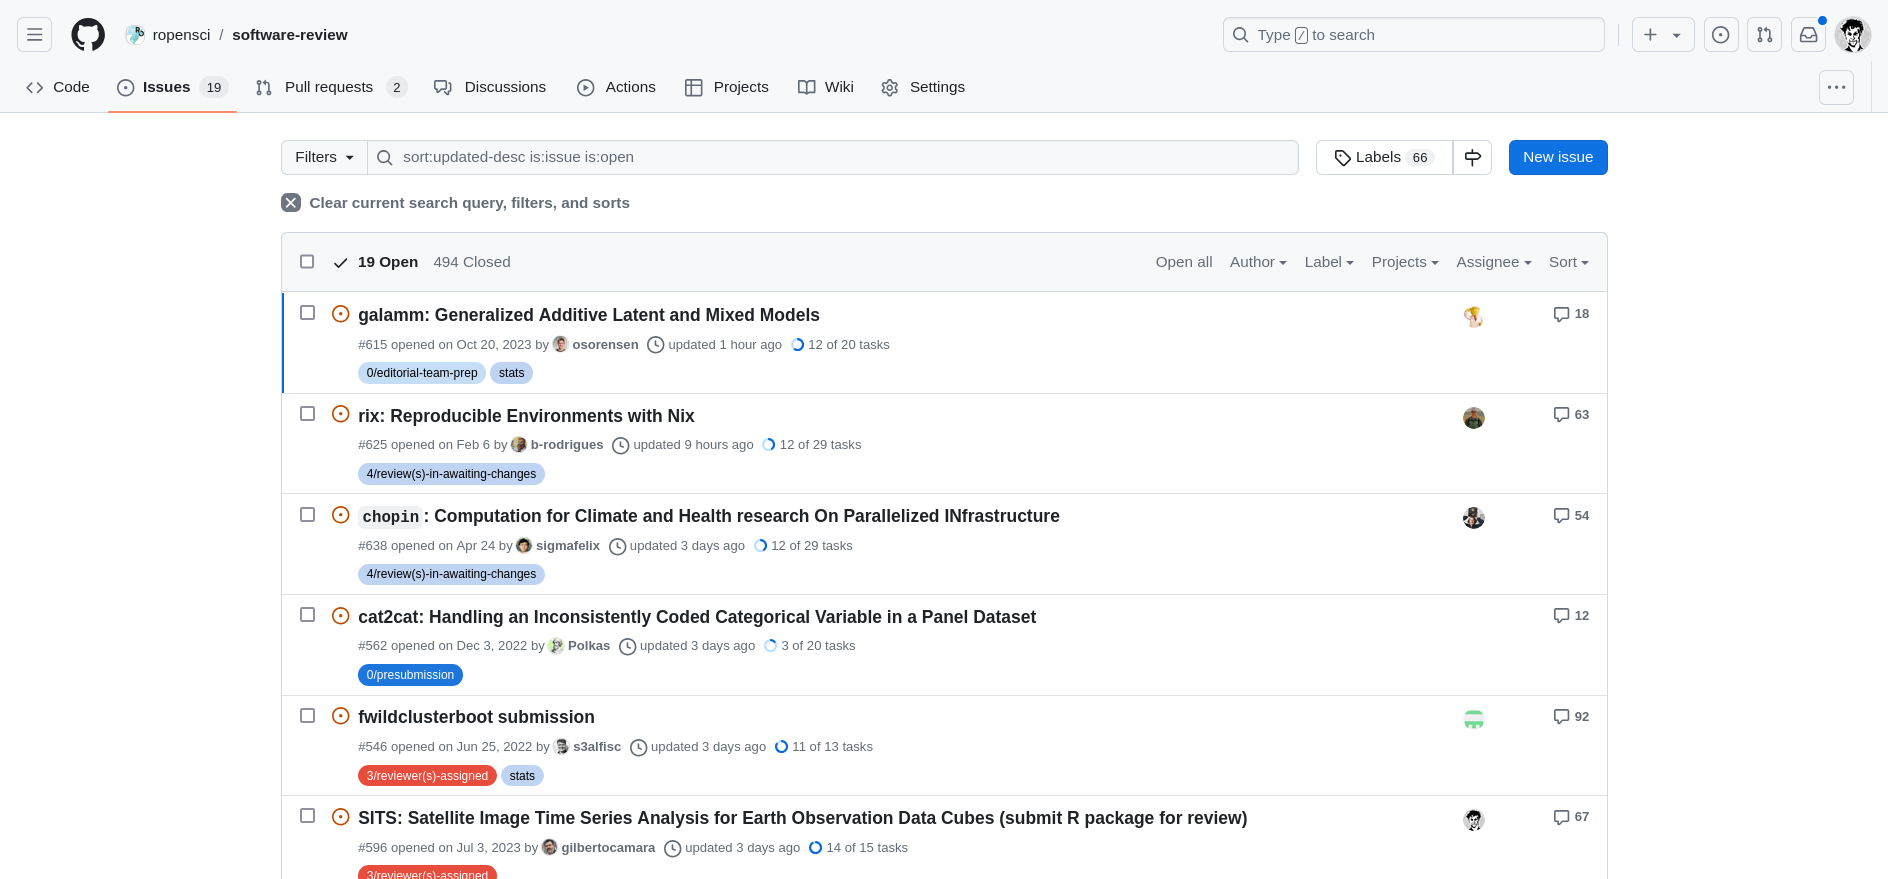 ropensci / software-review
Type / to search
Code Issues 19 Pull requests 2 Discussions Actions Projects Wiki Settings
Filters sort:updated-desc is:issue is:open Labels 66 New issue
Clear current search query, filters, and sorts
19 Open 494 Closed Open all Author Label Projects Assignee Sort
galamm: Generalized Additive Latent and Mixed Models 18
#615 opened on Oct 20, 2023 by osorensen updated 1 hour ago 12 of 20 tasks
0/editorial-team-prep stats
rix: Reproducible Environments with Nix 63
#625 opened on Feb 6 by b-rodrigues updated 9 hours ago 12 of 29 tasks
4/review(s)-in-awaiting-changes
chopin: Computation for Climate and Health research On Parallelized INfrastructure 54
#638 opened on Apr 24 by sigmafelix updated 3 days ago 12 of 29 tasks
4/review(s)-in-awaiting-changes
cat2cat: Handling an Inconsistently Coded Categorical Variable in a Panel Dataset 12
#562 opened on Dec 3, 2022 by Polkas updated 3 days ago 3 of 20 tasks
0/presubmission
fwildclusterboot submission 92
#546 opened on Jun 25, 2022 by s3alfisc updated 3 days ago 11 of 13 tasks
3/reviewer(s)-assigned stats
SITS: Satellite Image Time Series Analysis for Earth Observation Data Cubes (submit R package for review) 67
#596 opened on Jul 3, 2023 by gilbertocamara updated 3 days ago 14 of 15 tasks
3/reviewer(s)-assigned